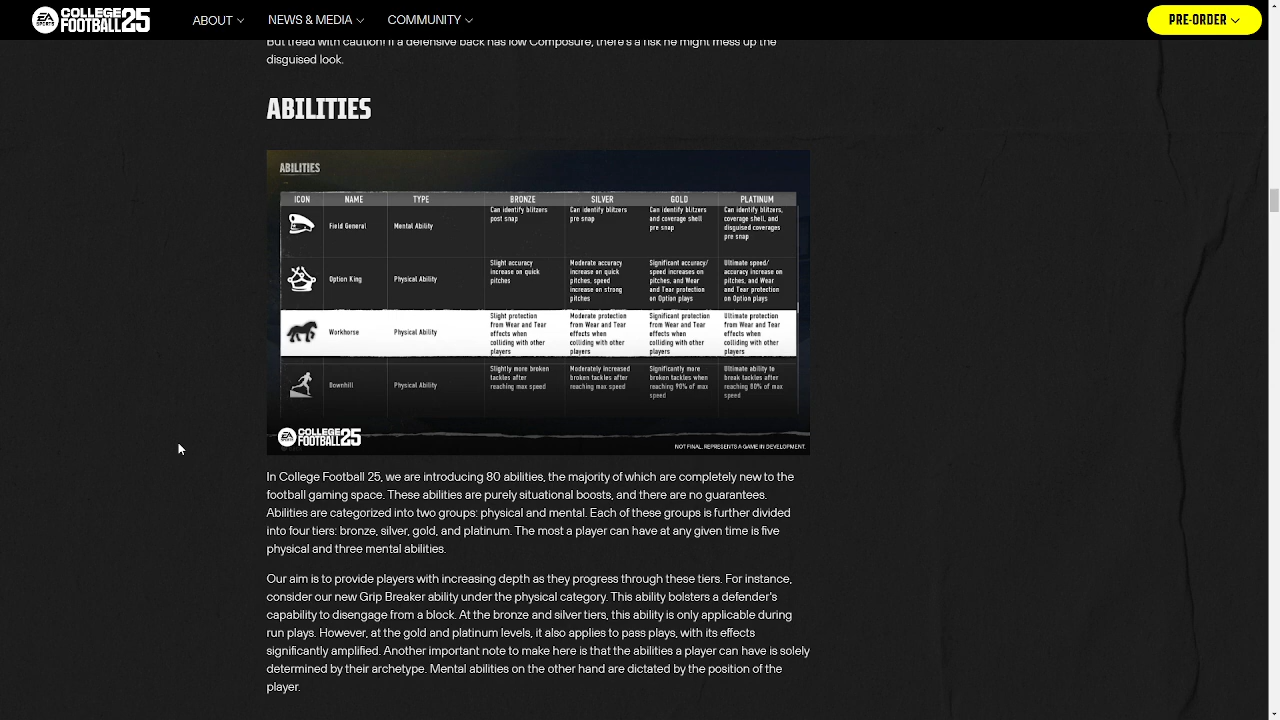 EA SPORTS COLLEGE FOOTBALL 25
ABOUT
NEWS & MEDIA
COMMUNITY
PRE-ORDER
But tread with caution! If a defensive back has low Composure, there's a risk he might mess up the
disguised look.
ABILITIES
ABILITIES
ICON NAME TYPE BRONZE SILVER GOLD PLATINUM
Field General
Mental Ability
Can identify blitzers
post snap
Can identify blitzers
pre snap
Can identify blitzers
and coverage shell
pre snap
Can identify blitzers,
coverage shell, and
disguised coverages
pre snap
Option King
Physical Ability
Slight accuracy
increase on quick
pitches
Moderate accuracy
increase on quick
pitches, speed
increase on strong
pitches
Significant accuracy/
speed increases on
pitches, and Wear
and Tear protection
on Option plays
Ultimate speed/
accuracy increase on
pitches, and Wear
and Tear protection
on Option plays
Workhorse
Physical Ability
Slight protection
from Wear and Tear
effects when
colliding with other
players
Moderate protection
from Wear and Tear
effects when
colliding with other
players
Significant protection
from Wear and Tear
effects when
colliding with other
players
Ultimate protection
from Wear and Tear
effects when
colliding with other
players
Downhill
Physical Ability
Slightly more broken
tackles after
reaching max speed
Moderately increased
broken tackles after
reaching max speed
Significantly more
broken tackles when
reaching 90% of max
speed
Ultimate ability to
break tackles after
reaching 80% of max
speed
EA SPORTS COLLEGE FOOTBALL 25
NOT FINAL. REPRESENTS A GAME IN DEVELOPMENT.
In College Football 25, we are introducing 80 abilities, the majority of which are completely new to the
football gaming space. These abilities are purely situational boosts, and there are no guarantees.
Abilities are categorized into two groups: physical and mental. Each of these groups is further divided
into four tiers: bronze, silver, gold, and platinum. The most a player can have at any given time is five
physical and three mental abilities.
Our aim is to provide players with increasing depth as they progress through these tiers. For instance,
consider our new Grip Breaker ability under the physical category. This ability bolsters a defender's
capability to disengage from a block. At the bronze and silver tiers, this ability is only applicable during
run plays. However, at the gold and platinum levels, it also applies to pass plays, with its effects
significantly amplified. Another important note to make here is that the abilities a player can have is solely
determined by their archetype. Mental abilities on the other hand are dictated by the position of the
player.